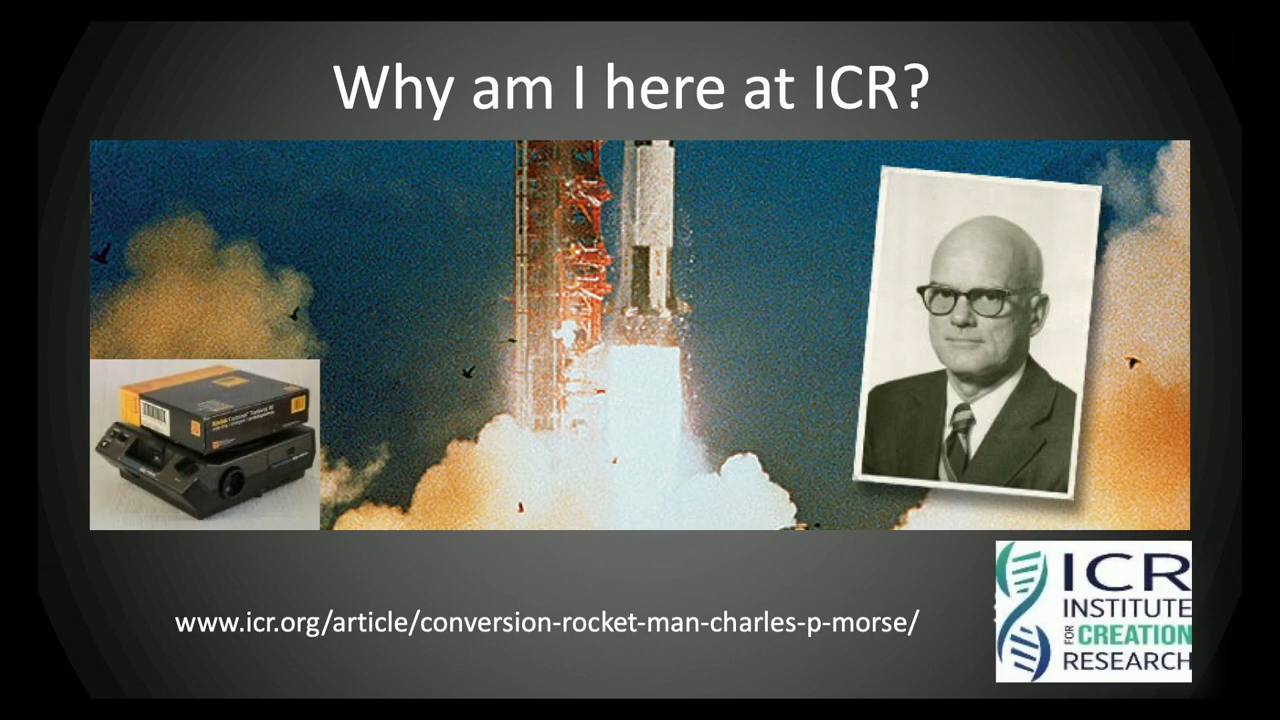 Why am I here at ICR?
www.icr.org/article/conversion-rocket-man-charles-p-morse/
ICR
INSTITUTE
FOR CREATION
RESEARCH